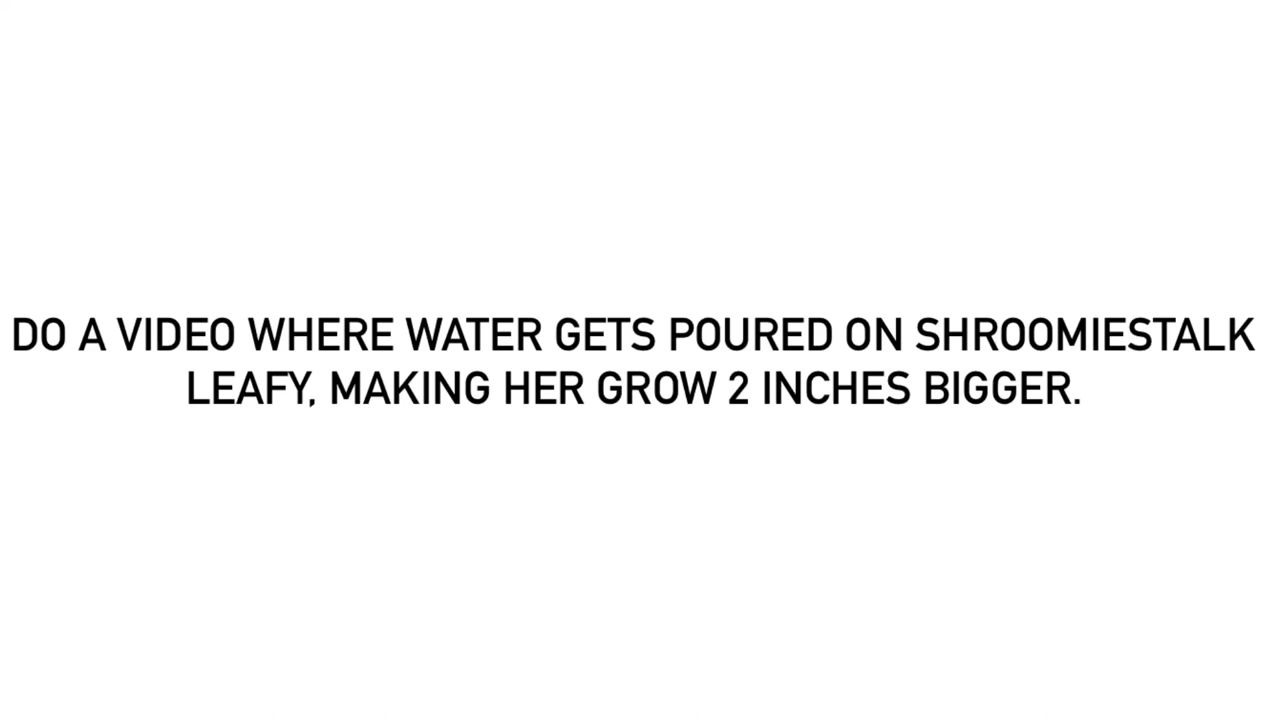 DO A VIDEO WHERE WATER GETS POURED ON SHROOMIESTALK
LEAFY, MAKING HER GROW 2 INCHES BIGGER.